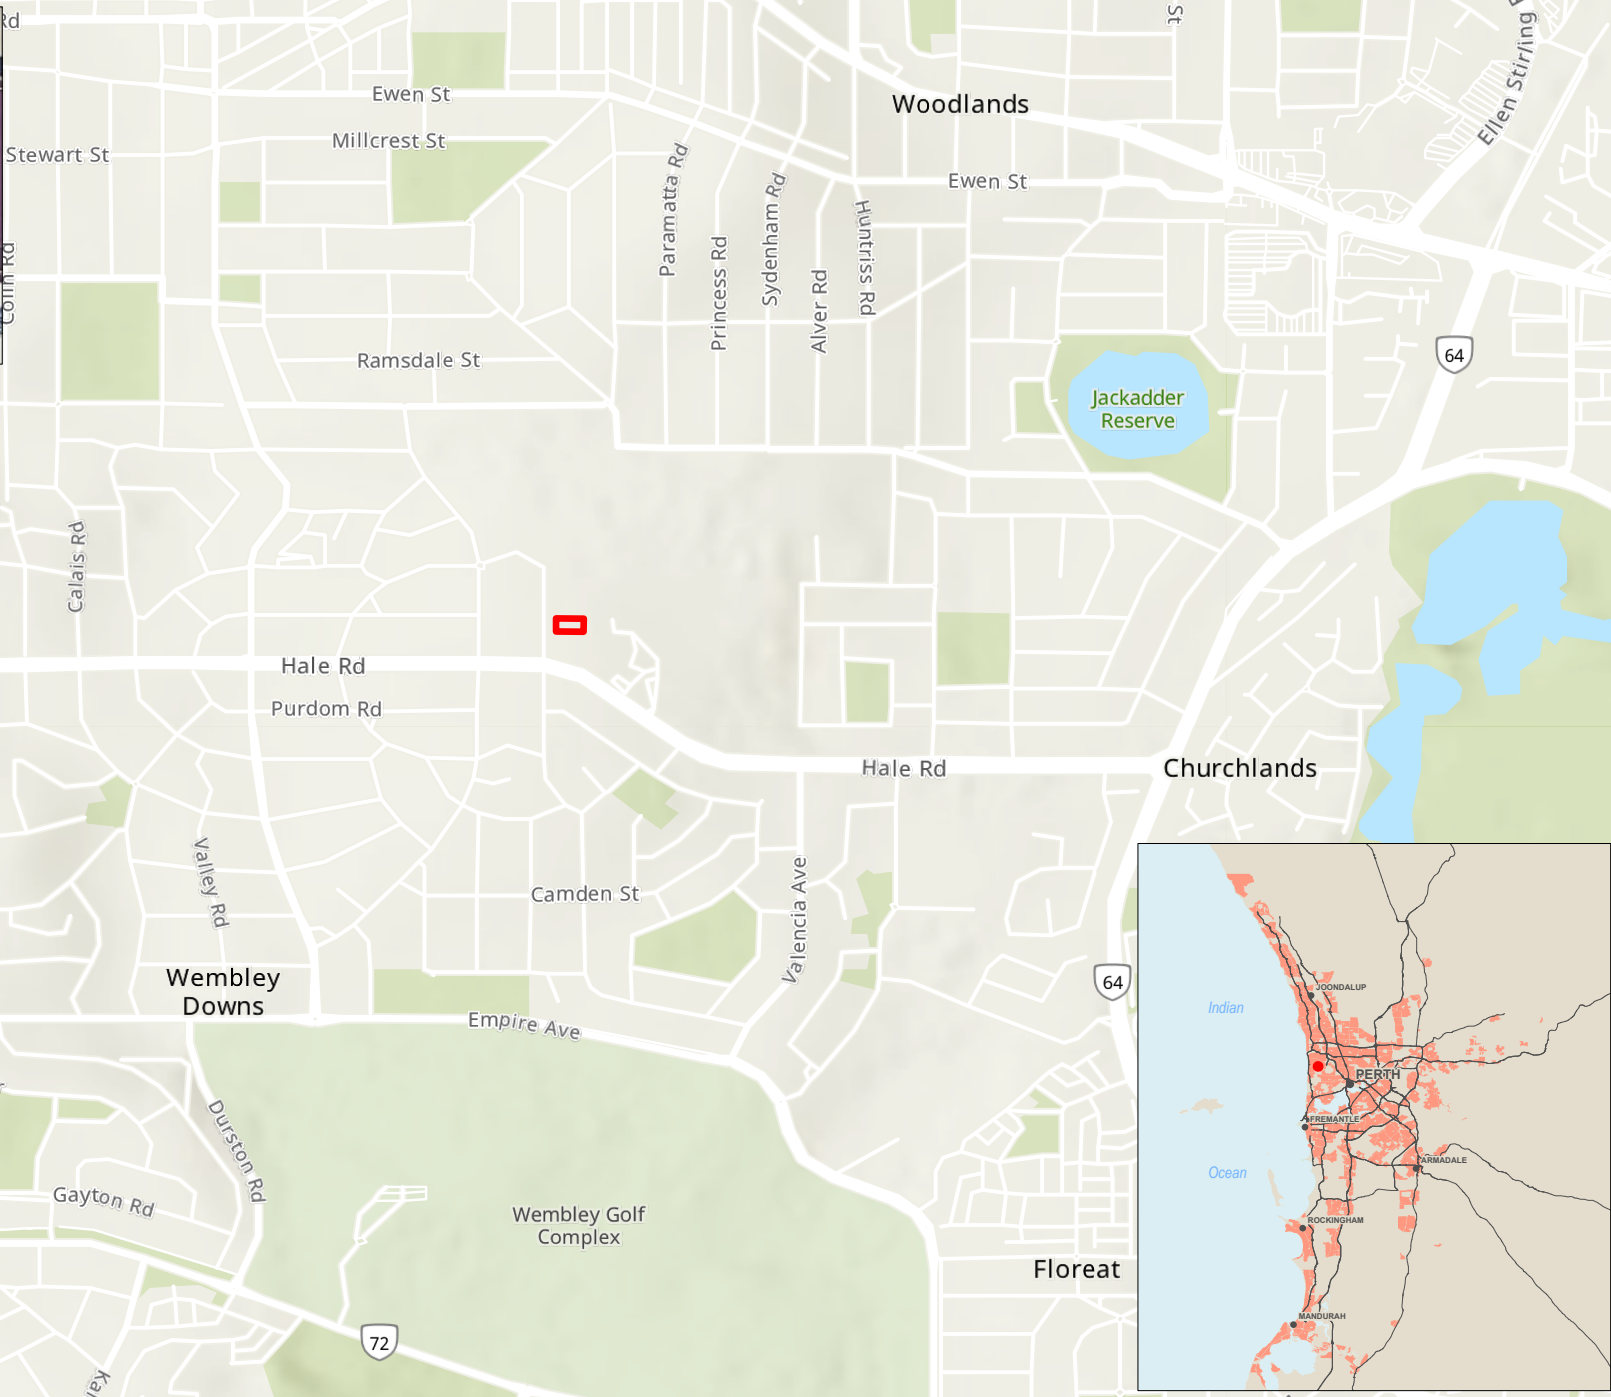 Rd
St
Ellen Stirling
Ewen St
Woodlands
Millcrest St
Stewart St
Ewen St
Paramatta Rd
Sydenham Rd
Huntriss Rd
Princess Rd
Alver Rd
Collin Rd
Ramsdale St
64
Jackadder
Reserve
Calais Rd
Hale Rd
Purdom Rd
Hale Rd
Churchlands
Valley Rd
Camden St
Valencia Ave
Wembley
Downs
64
Empire Ave
Durston Rd
Gayton Rd
Wembley Golf
Complex
Floreat
72
JOONDALUP
Indian
PERTH
FREMANTLE
ARMADALE
Ocean
ROCKINGHAM
MANDURAH